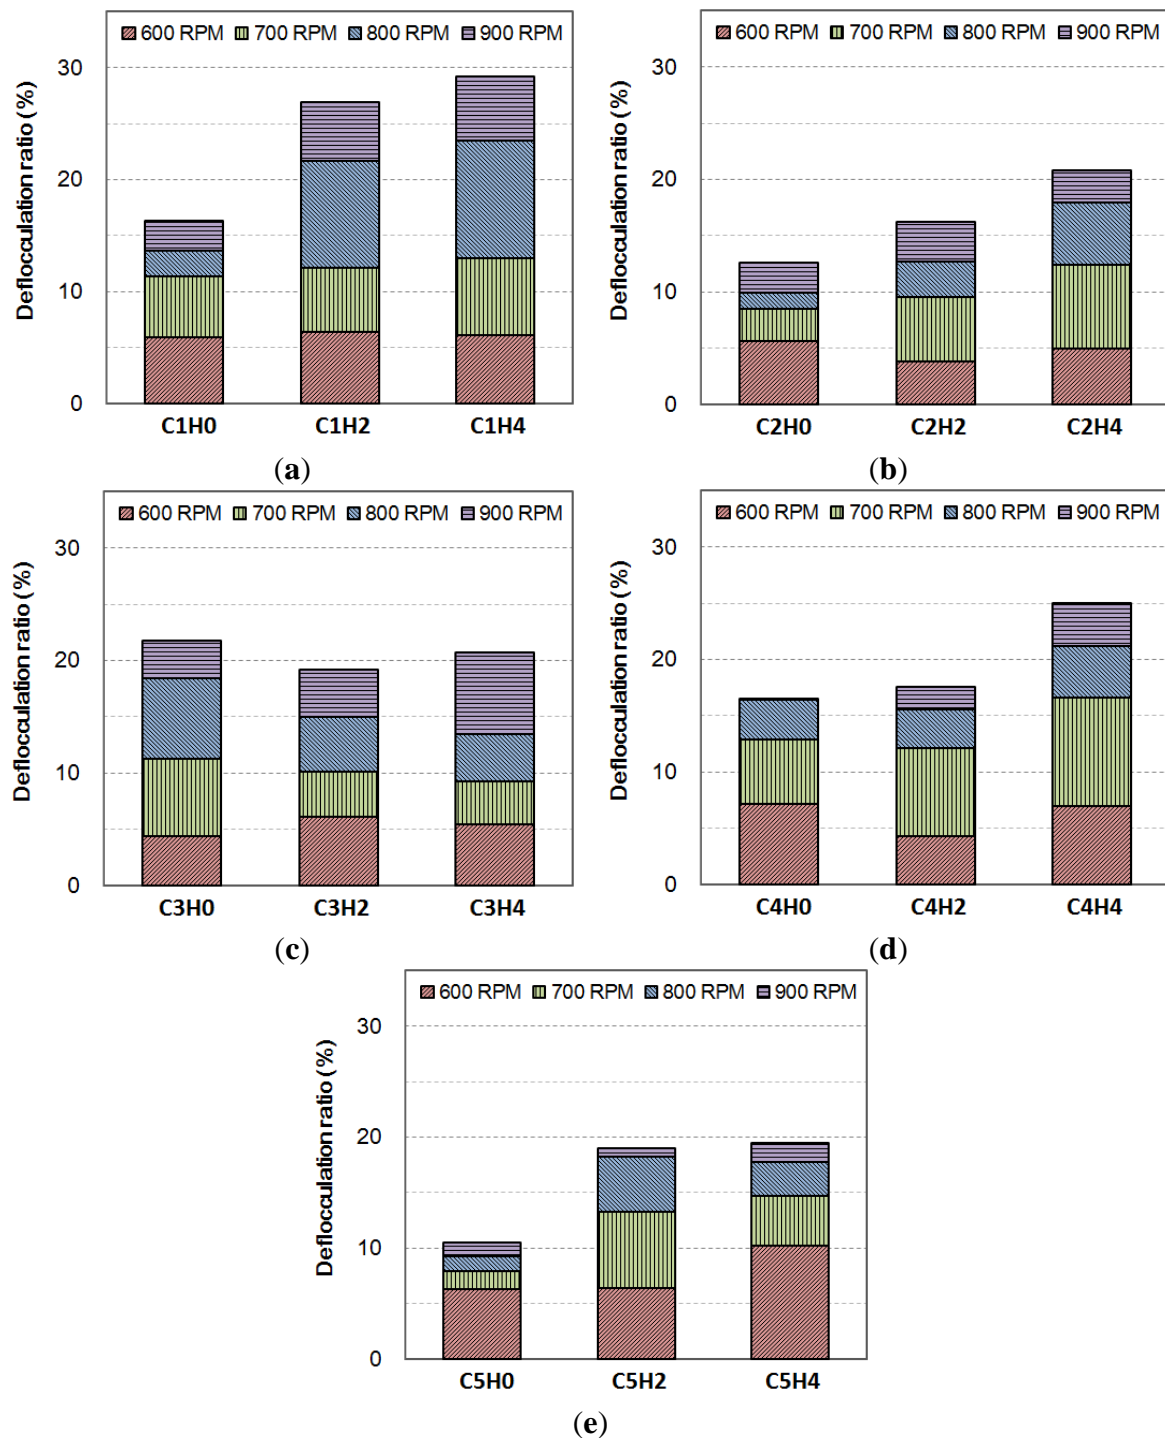 600 RPM 700 RPM 800 RPM 900 RPM
30
20
10
0
Deflocculation ratio (%)
C1H0 C1H2 C1H4
(a)
600 RPM 700 RPM 800 RPM 900 RPM
30
20
10
0
Deflocculation ratio (%)
C2H0 C2H2 C2H4
(b)
600 RPM 700 RPM 800 RPM 900 RPM
30
20
10
0
Deflocculation ratio (%)
C3H0 C3H2 C3H4
(c)
600 RPM 700 RPM 800 RPM 900 RPM
30
20
10
0
Deflocculation ratio (%)
C4H0 C4H2 C4H4
(d)
600 RPM 700 RPM 800 RPM 900 RPM
30
20
10
0
Deflocculation ratio (%)
C5H0 C5H2 C5H4
(e)